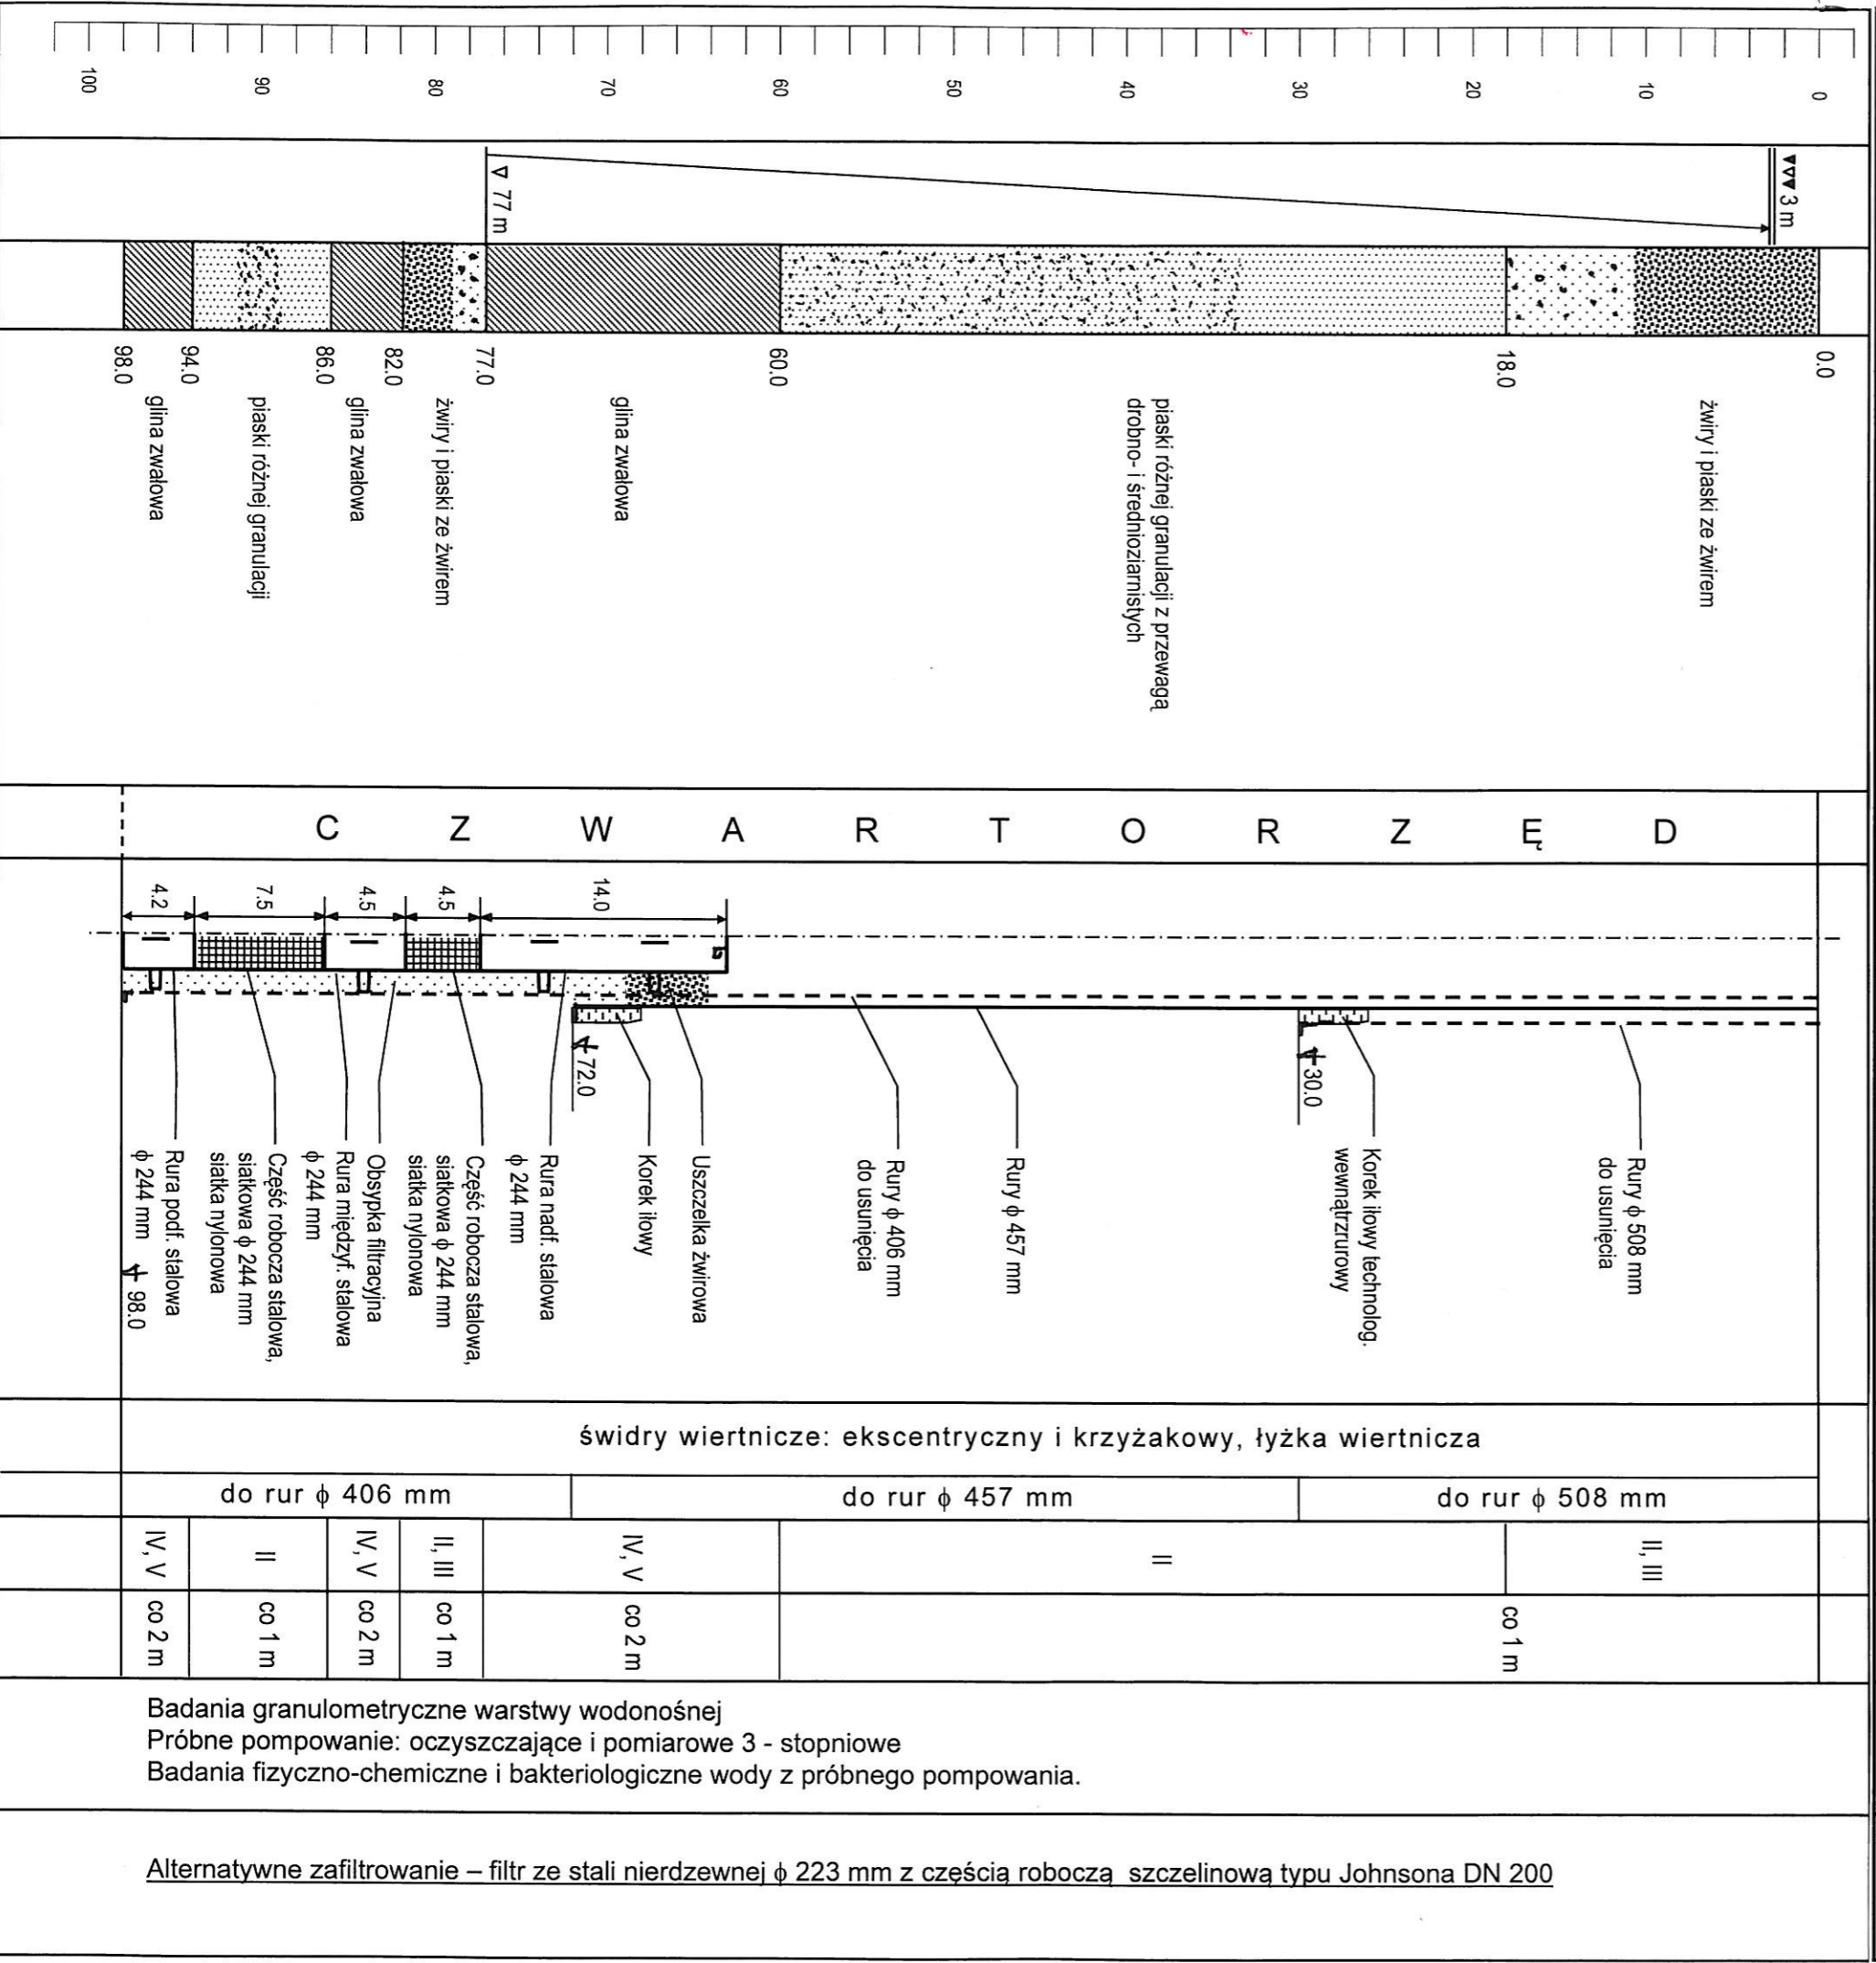 100
90
80
70
60
50
40
30
20
10
0
77 m
3 m
98.0
94.0
86.0
82.0
77.0
60.0
18.0
0.0
glina zwałowa
piaski różnej granulacji
glina zwałowa
żwiry i piaski ze żwirem
glina zwałowa
piaski różnej granulacji z przewagą
drobno- i średnioziarnistych
żwiry i piaski ze żwirem
C Z W A R T O R Z Ę D
4.2
7.5
4.5
4.5
14.0
72.0
30.0
Rury ϕ 508 mm
do usunięcia
Korek iłowy technolog.
wewnątrzrurowy
Rury ϕ 457 mm
Rury ϕ 406 mm
do usunięcia
Uszczelka żwirowa
Korek iłowy
Rura nadf. stalowa
ϕ 244 mm
Część robocza stalowa,
siatkowa ϕ 244 mm
siatka nylonowa
Obsypka filtracyjna
Rura międzyf. stalowa
ϕ 244 mm
Część robocza stalowa,
siatkowa ϕ 244 mm
siatka nylonowa
Rura podf. stalowa
ϕ 244 mm
98.0
świdry wiertnicze: ekscentryczny i krzyżakowy, łyżka wiertnicza
do rur ϕ 406 mm
do rur ϕ 457 mm
do rur ϕ 508 mm
IV, V
II
IV, V
II, III
IV, V
II
II, III
co 2 m
co 1 m
co 2 m
co 1 m
co 2 m
co 1 m
Badania granulometryczne warstwy wodonośnej
Próbne pompowanie: oczyszczające i pomiarowe 3 - stopniowe
Badania fizyczno-chemiczne i bakteriologiczne wody z próbnego pompowania.
Alternatywne zafiltrowanie – filtr ze stali nierdzewnej ϕ 223 mm z częścią roboczą szczelinową typu Johnsona DN 200